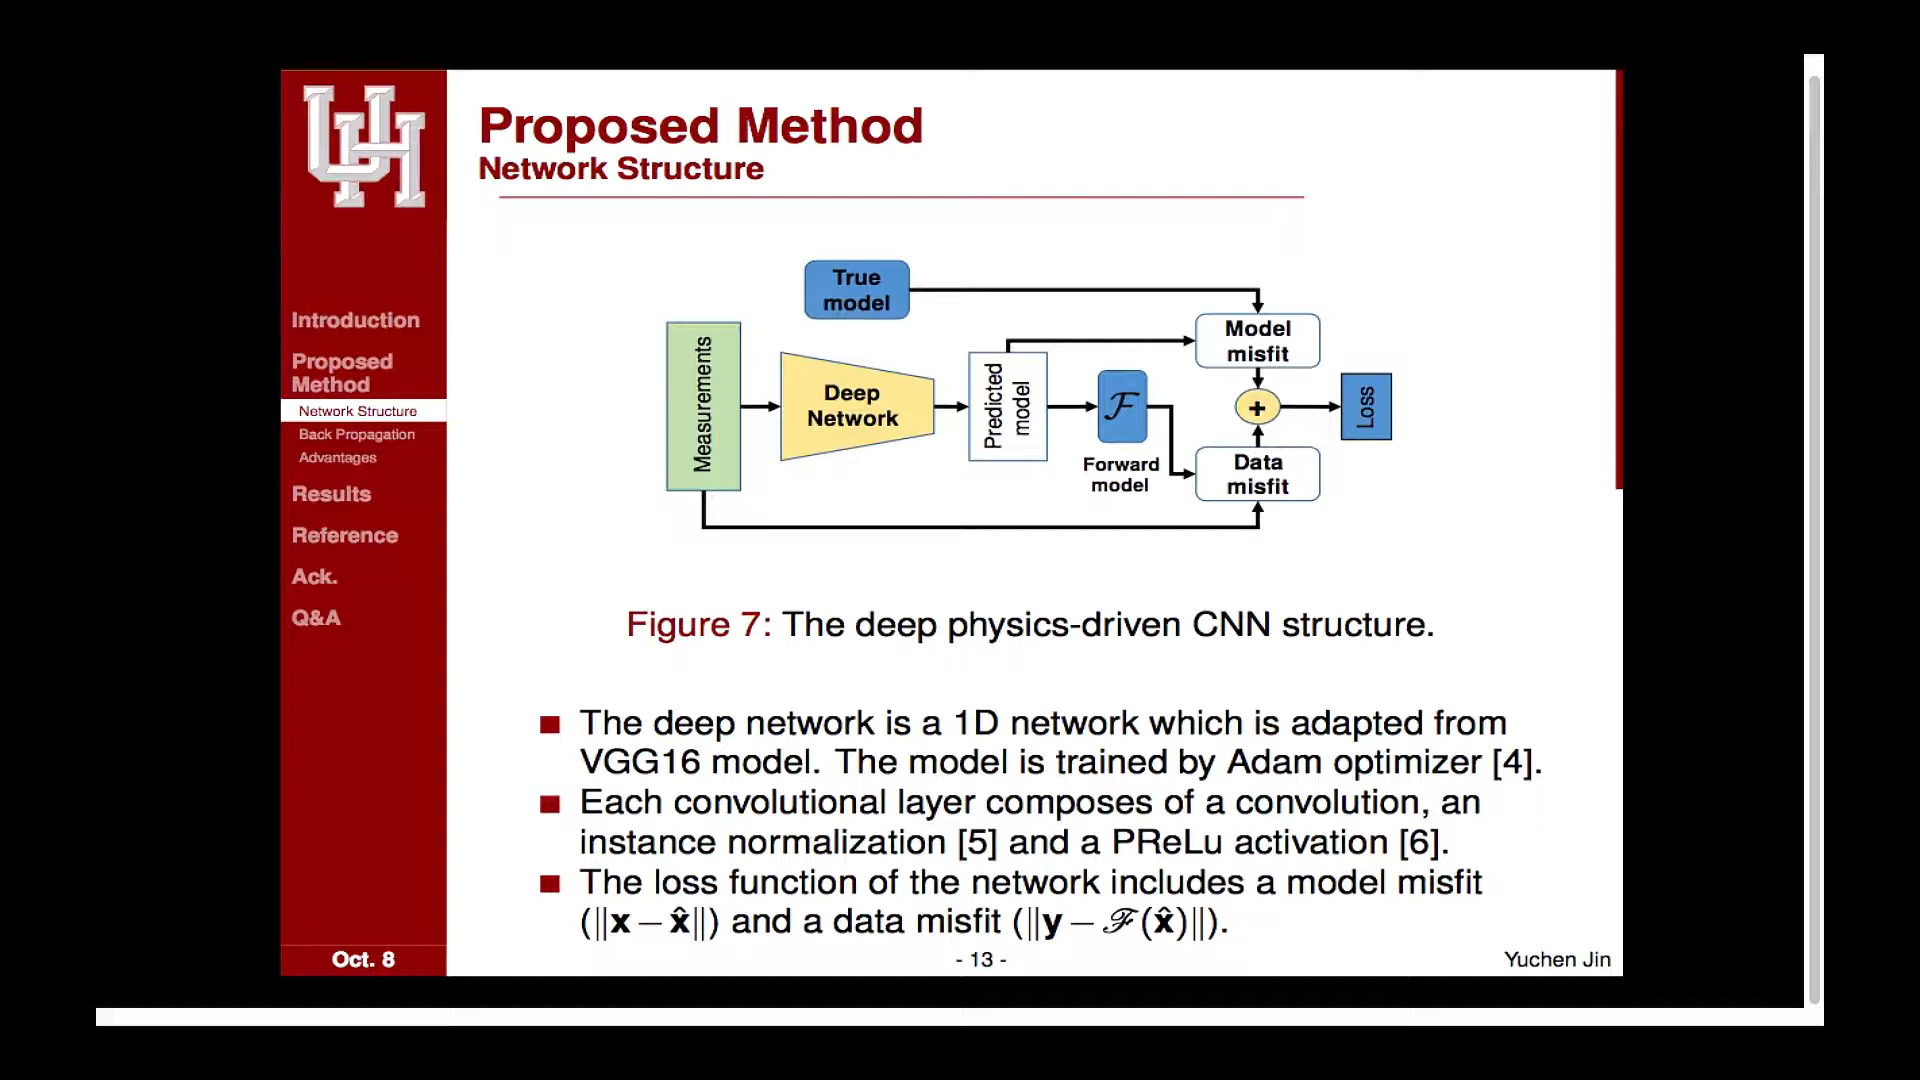 UH
Proposed Method
Network Structure
Introduction
Proposed
Method
Network Structure
Back Propagation
Advantages
Results
Reference
Ack.
Q&A
True
model
Measurements
Deep
Network
Predicted
model
ℱ
Forward
model
Model
misfit
+
Data
misfit
Loss
Figure 7: The deep physics-driven CNN structure.
The deep network is a 1D network which is adapted from
VGG16 model. The model is trained by Adam optimizer [4].
Each convolutional layer composes of a convolution, an
instance normalization [5] and a PReLu activation [6].
The loss function of the network includes a model misfit
(‖x – x̂‖) and a data misfit (‖y – ℱ(x̂)‖).
Oct. 8
- 13 -
Yuchen Jin